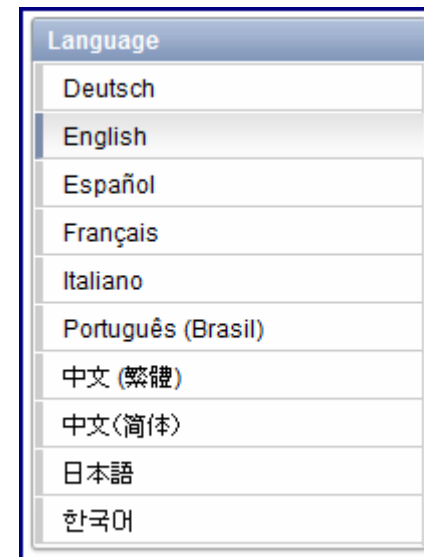 Language
Deutsch
English
Español
Français
Italiano
Português (Brasil)
中文 (繁體)
中文(简体)
日本語
한국어